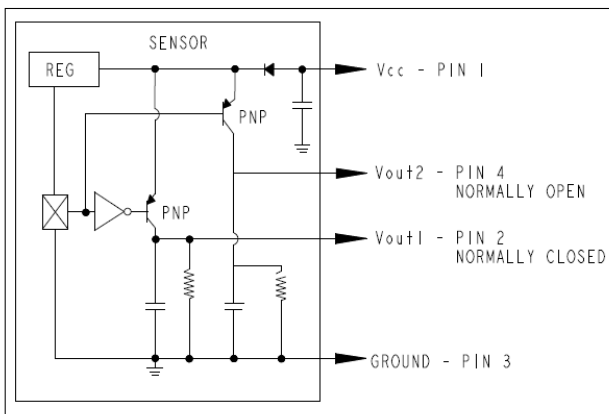 SENSOR
REG
Vcc - PIN 1
PNP
Vout2 - PIN 4
NORMALLY OPEN
PNP
Vout1 - PIN 2
NORMALLY CLOSED
GROUND - PIN 3